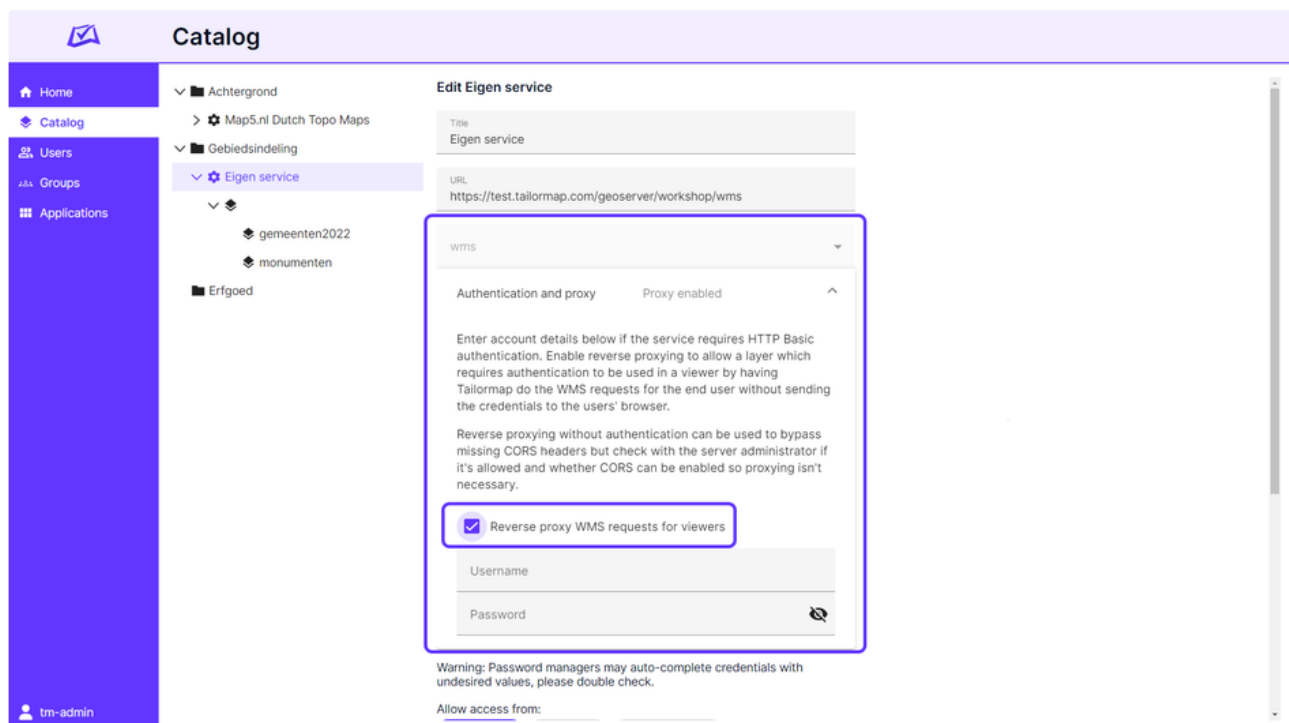 Catalog
Home
Catalog
Users
Groups
Applications
tm-admin
Achtergrond
Map5.nl Dutch Topo Maps
Gebiedsindeling
Eigen service
gemeenten2022
monumenten
Erfgoed
Edit Eigen service
Title
Eigen service
URL
https://test.tailormap.com/geoserver/workshop/wms
wms
Authentication and proxy Proxy enabled
Enter account details below if the service requires HTTP Basic
authentication. Enable reverse proxying to allow a layer which
requires authentication to be used in a viewer by having
Tailormap do the WMS requests for the end user without sending
the credentials to the users' browser.
Reverse proxying without authentication can be used to bypass
missing CORS headers but check with the server administrator if
it's allowed and whether CORS can be enabled so proxying isn't
necessary.
Reverse proxy WMS requests for viewers
Username
Password
Warning: Password managers may auto-complete credentials with
undesired values, please double check.
Allow access from: